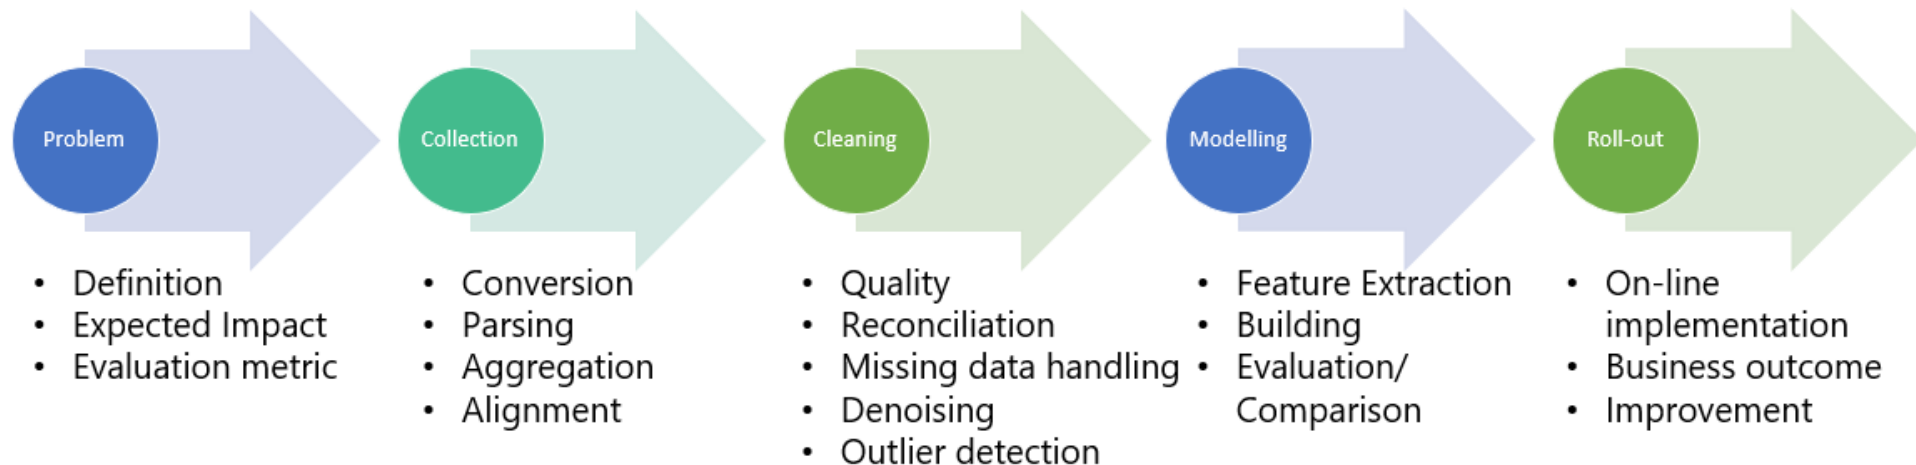 Problem
Collection
Cleaning
Modelling
Roll-out
• Definition
• Expected Impact
• Evaluation metric
• Conversion
• Parsing
• Aggregation
• Alignment
• Quality
• Reconciliation
• Missing data handling
• Denoising
• Outlier detection
• Feature Extraction
• Building
• Evaluation/
Comparison
• On-line
implementation
• Business outcome
• Improvement